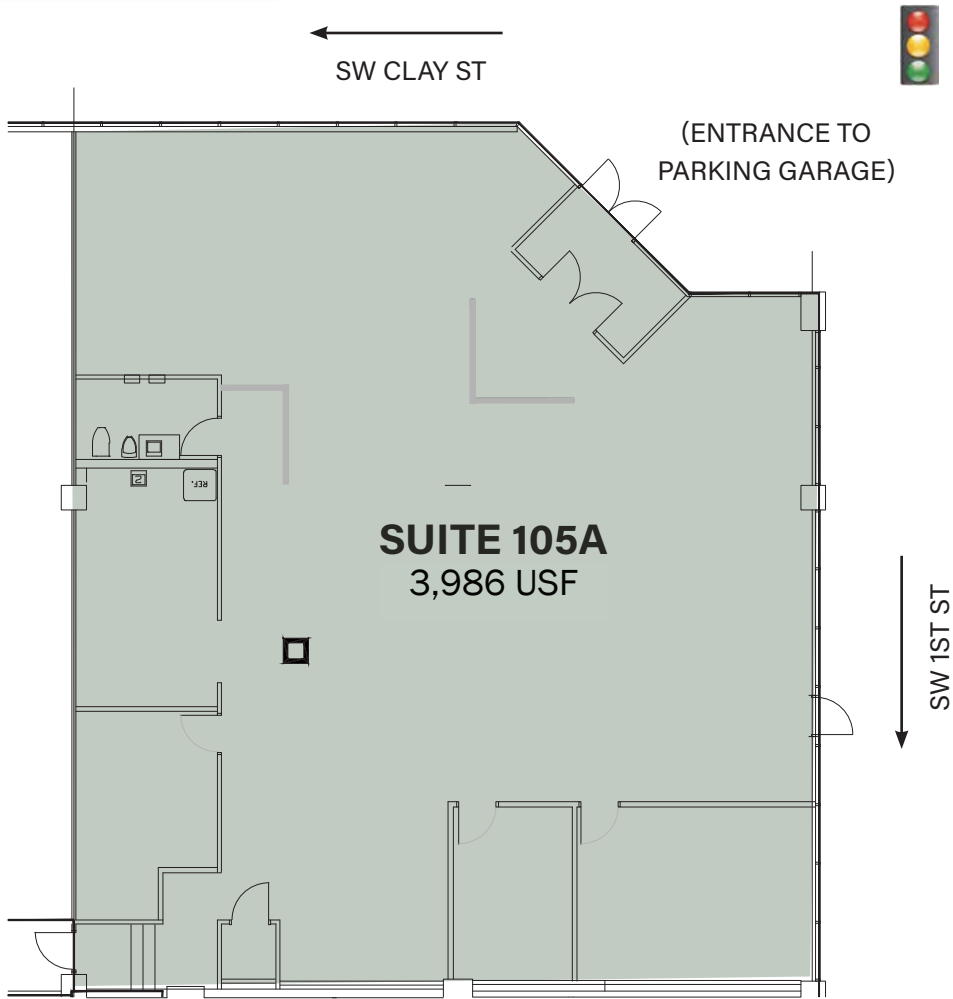 SW CLAY ST
(ENTRANCE TO
PARKING GARAGE)
REF.
SUITE 105A
3,986 USF
SW 1ST ST